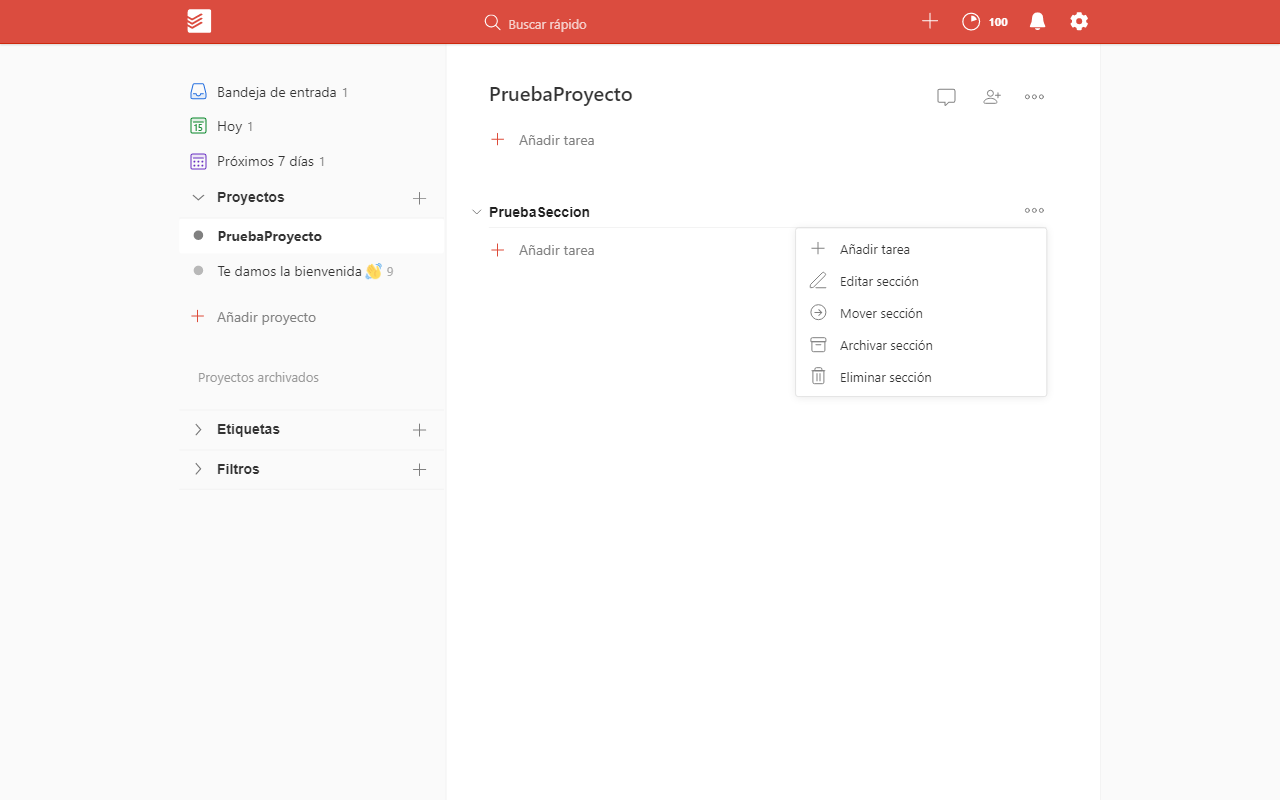 Buscar rápido
100
Bandeja de entrada 1
15
Hoy 1
Próximos 7 días 1
Proyectos
PruebaProyecto
Te damos la bienvenida 👋 9
Añadir proyecto
Proyectos archivados
Etiquetas
Filtros
PruebaProyecto
Añadir tarea
PruebaSeccion
Añadir tarea
Añadir tarea
Editar sección
Mover sección
Archivar sección
Eliminar sección